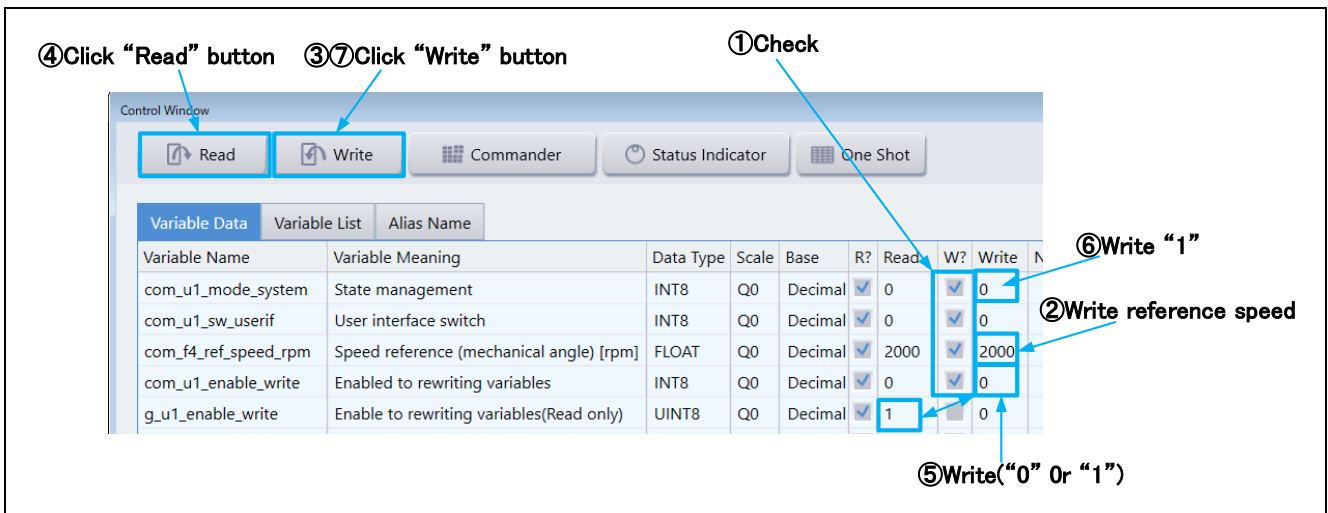 ④Click “Read” button ③⑦Click “Write” button ①Check
Control Window
Read Write Commander Status Indicator One Shot
Variable Data Variable List Alias Name
Variable Name Variable Meaning Data Type Scale Base R? Read W? Write N
com_u1_mode_system State management INT8 Q0 Decimal 0 0
com_u1_sw_userif User interface switch INT8 Q0 Decimal 0 0
com_f4_ref_speed_rpm Speed reference (mechanical angle) [rpm] FLOAT Q0 Decimal 2000 2000
com_u1_enable_write Enabled to rewriting variables INT8 Q0 Decimal 0 0
g_u1_enable_write Enable to rewriting variables(Read only) UINT8 Q0 Decimal 1 0
⑥Write “1”
②Write reference speed
⑤Write(“0” Or “1”)